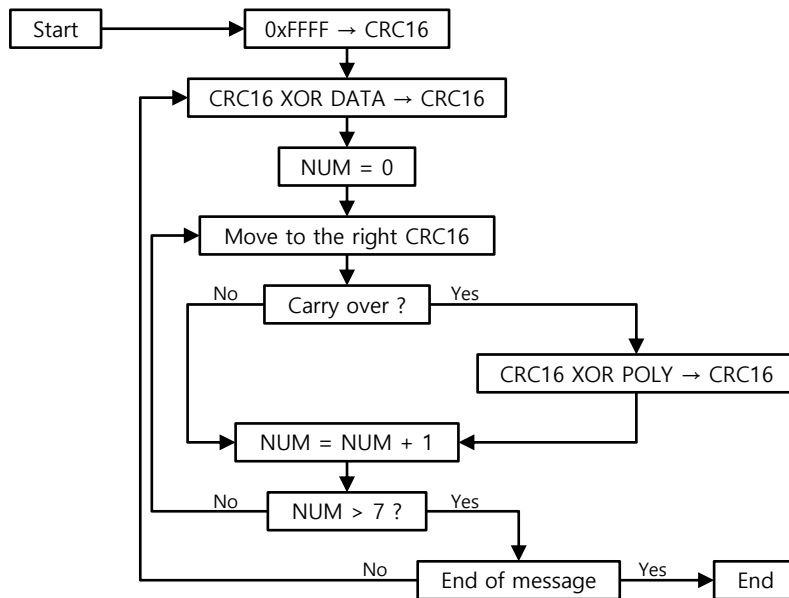 Start
0xFFFF → CRC16
CRC16 XOR DATA → CRC16
NUM = 0
Move to the right CRC16
No
Carry over ?
Yes
CRC16 XOR POLY → CRC16
NUM = NUM + 1
No
NUM > 7 ?
Yes
No
End of message
Yes
End